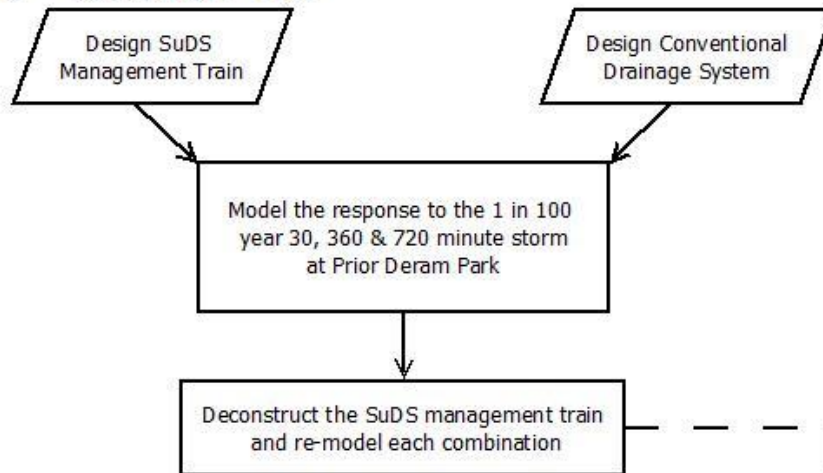 Design SuDS
Management Train
Design Conventional
Drainage System
Model the response to the 1 in 100
year 30, 360 & 720 minute storm
at Prior Deram Park
Deconstruct the SuDS management train
and re-model each combination